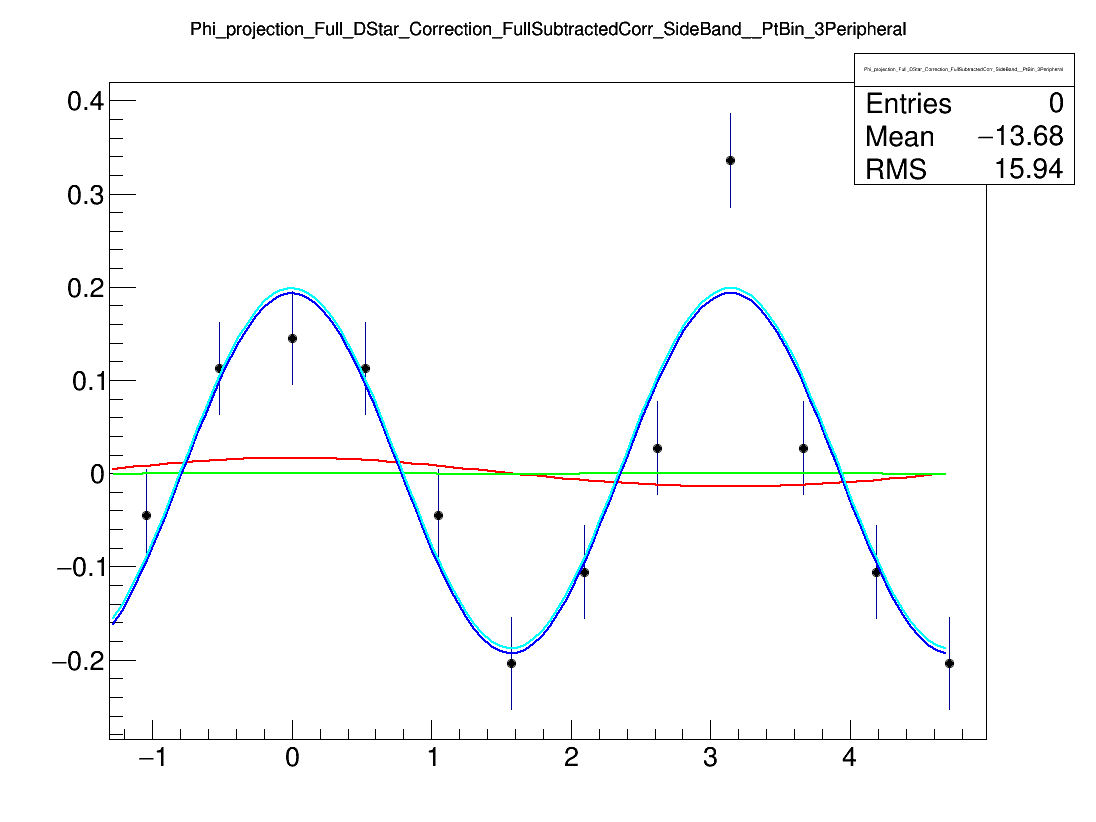 Phi_projection_Full_DStar_Correction_FullSubtractedCorr_SideBand__PtBin_3Peripheral
Phi_projection_Full_DStar_Correction_FullSubtractedCorr_SideBand__PtBin_3Peripheral
Entries 0
Mean −13.68
RMS 15.94
0.4
0.3
0.2
0.1
0
−0.1
−0.2
−1 0 1 2 3 4